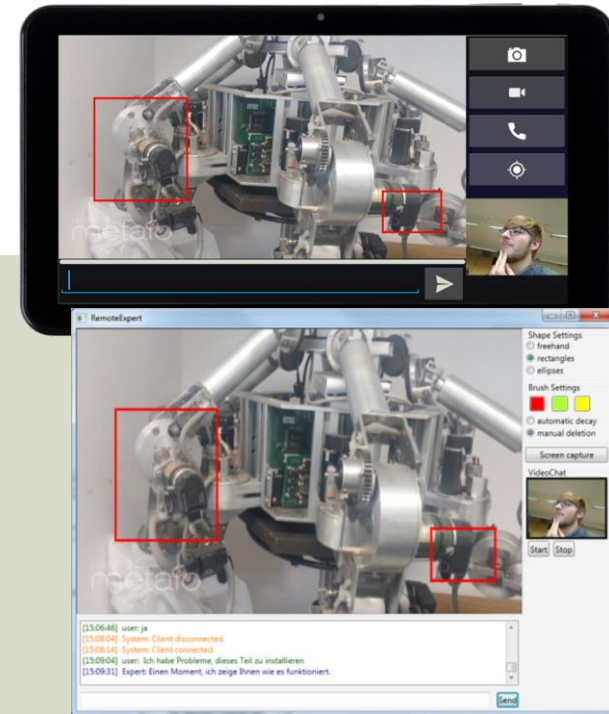 metaio
RemoteExpert
Shape Settings
freehand
rectangles
ellipses
Brush Settings
automatic decay
manual deletion
Screen capture
VideoChat
Start Stop
metaio
[15:06:46] user: ja
[15:08:04] System: Client disconnected.
[15:08:14] System: Client connected.
[15:09:04] user: Ich habe Probleme, dieses Teil zu installieren
[15:09:31] Expert: Einen Moment, ich zeige Ihnen wie es funktioniert.
Send